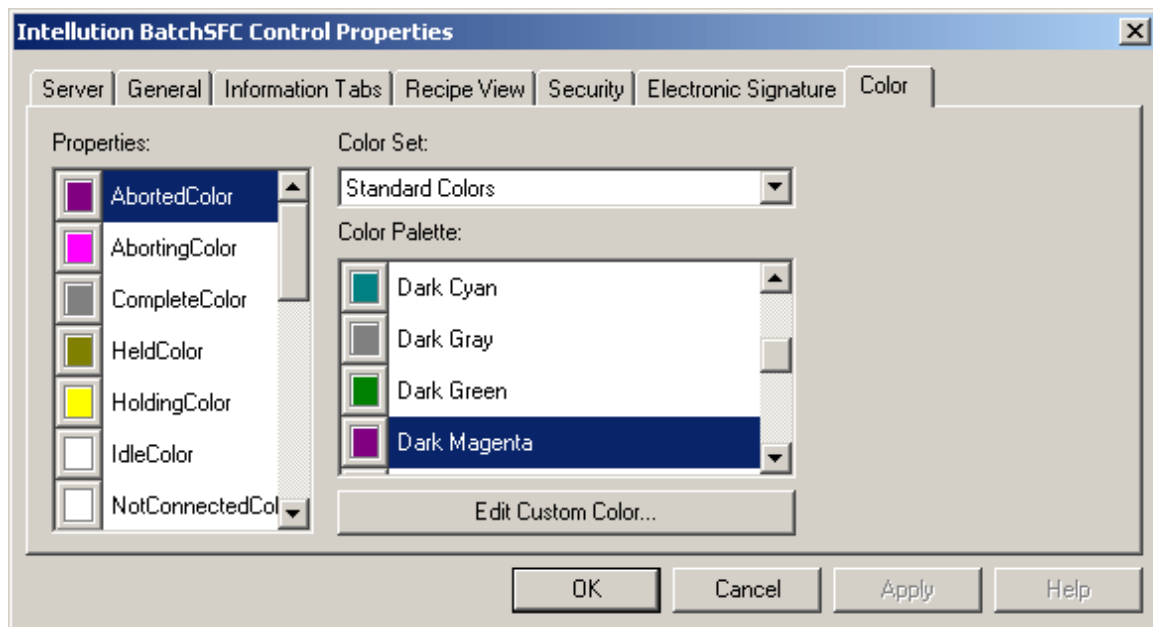 Intellution BatchSFC Control Properties
Server General Information Tabs Recipe View Security Electronic Signature Color
Properties:
AbortedColor
AbortingColor
CompleteColor
HeldColor
HoldingColor
IdleColor
NotConnectedCol
Color Set:
Standard Colors
Color Palette:
Dark Cyan
Dark Gray
Dark Green
Dark Magenta
Edit Custom Color...
OK Cancel Apply Help